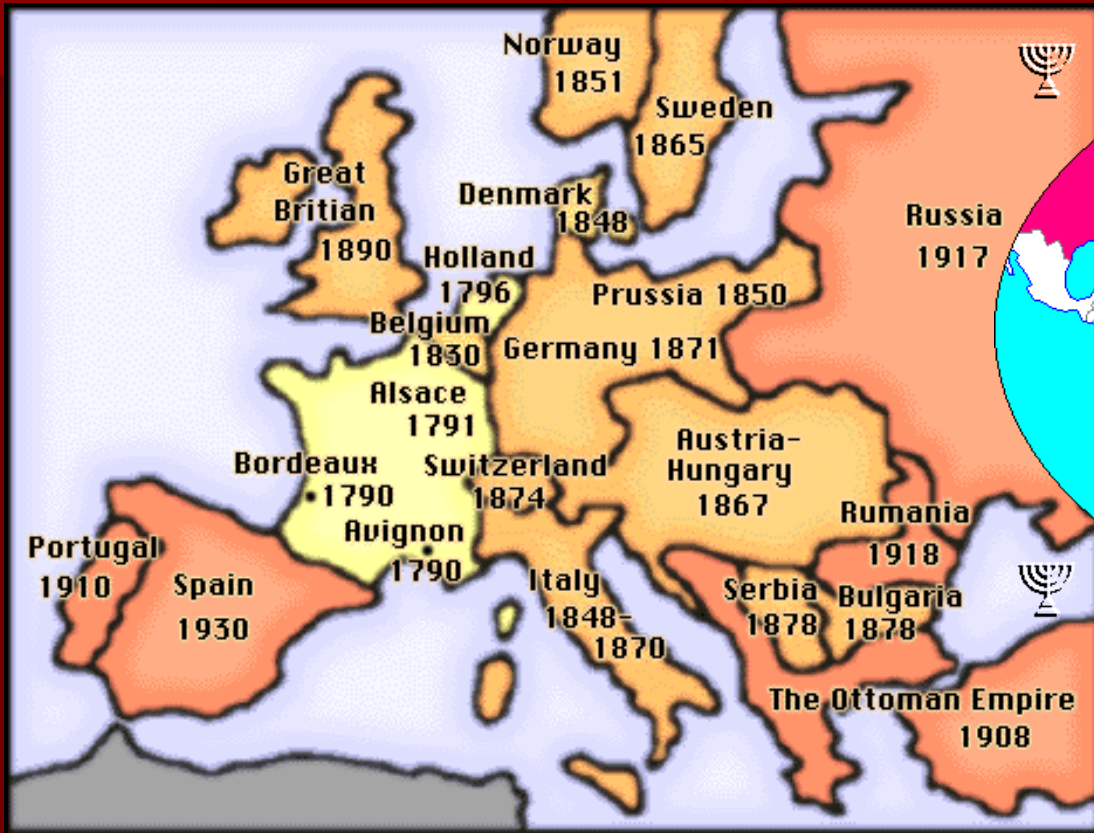 Norway
1851
Sweden
1865
Great
Britian
1890
Denmark
1848
Russia
1917
Holland
1796
Prussia 1850
Belgium
1830
Germany 1871
Alsace
1791
Austria-
Hungary
1867
Bordeaux
1790
Switzerland
1874
Rumania
1918
Avignon
1790
Portugal
1910
Spain
1930
Italy
1848-
1870
Serbia
1878
Bulgaria
1878
The Ottoman Empire
1908